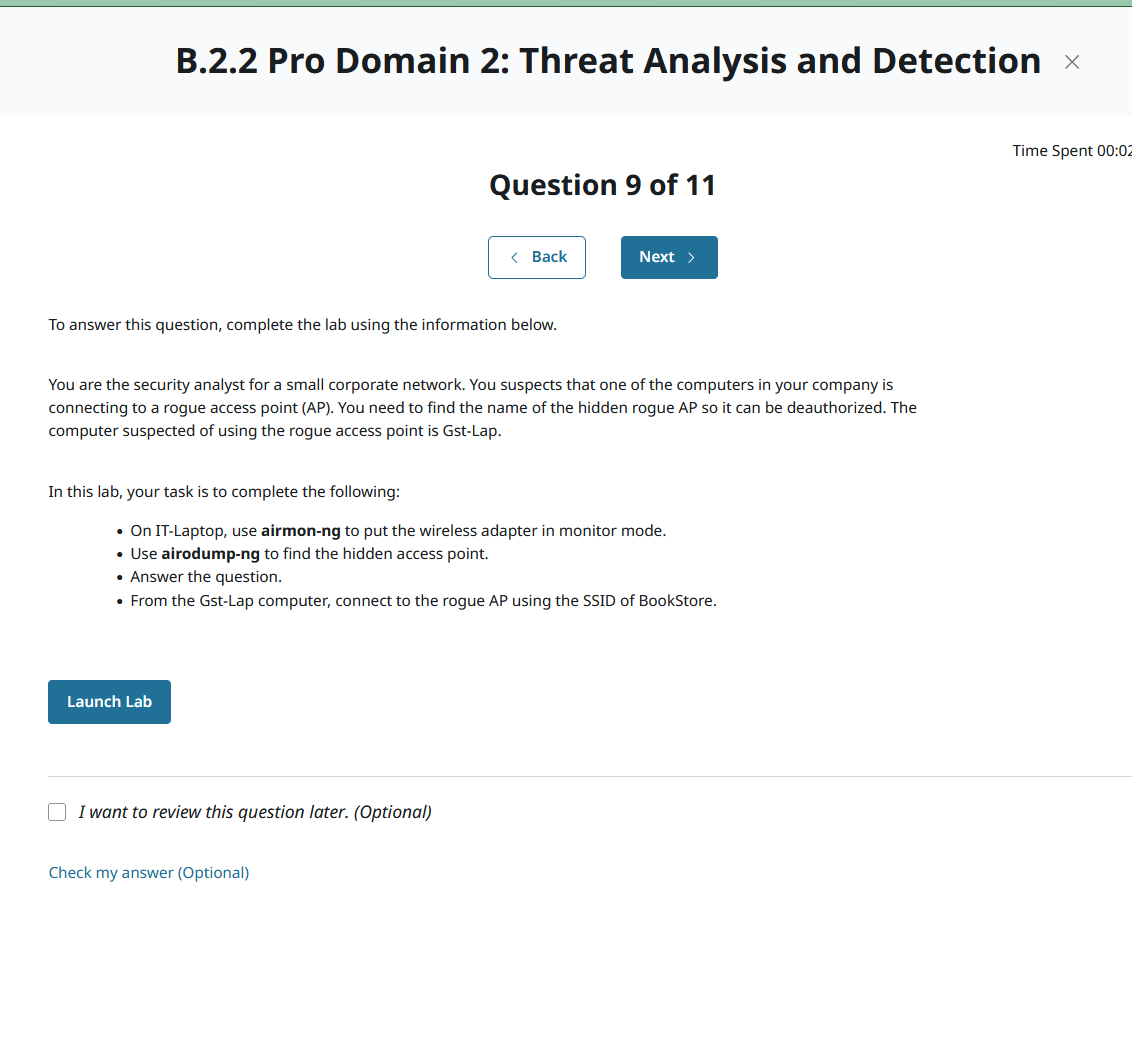 B.2.2 Pro Domain 2: Threat Analysis and Detection
Time Spent 00:02
Question 9 of 11
Back
Next
To answer this question, complete the lab using the information below.
You are the security analyst for a small corporate network. You suspects that one of the computers in your company is
connecting to a rogue access point (AP). You need to find the name of the hidden rogue AP so it can be deauthorized. The
computer suspected of using the rogue access point is Gst-Lap.
In this lab, your task is to complete the following:
• On IT-Laptop, use airmon-ng to put the wireless adapter in monitor mode.
• Use airodump-ng to find the hidden access point.
• Answer the question.
• From the Gst-Lap computer, connect to the rogue AP using the SSID of BookStore.
Launch Lab
I want to review this question later. (Optional)
Check my answer (Optional)